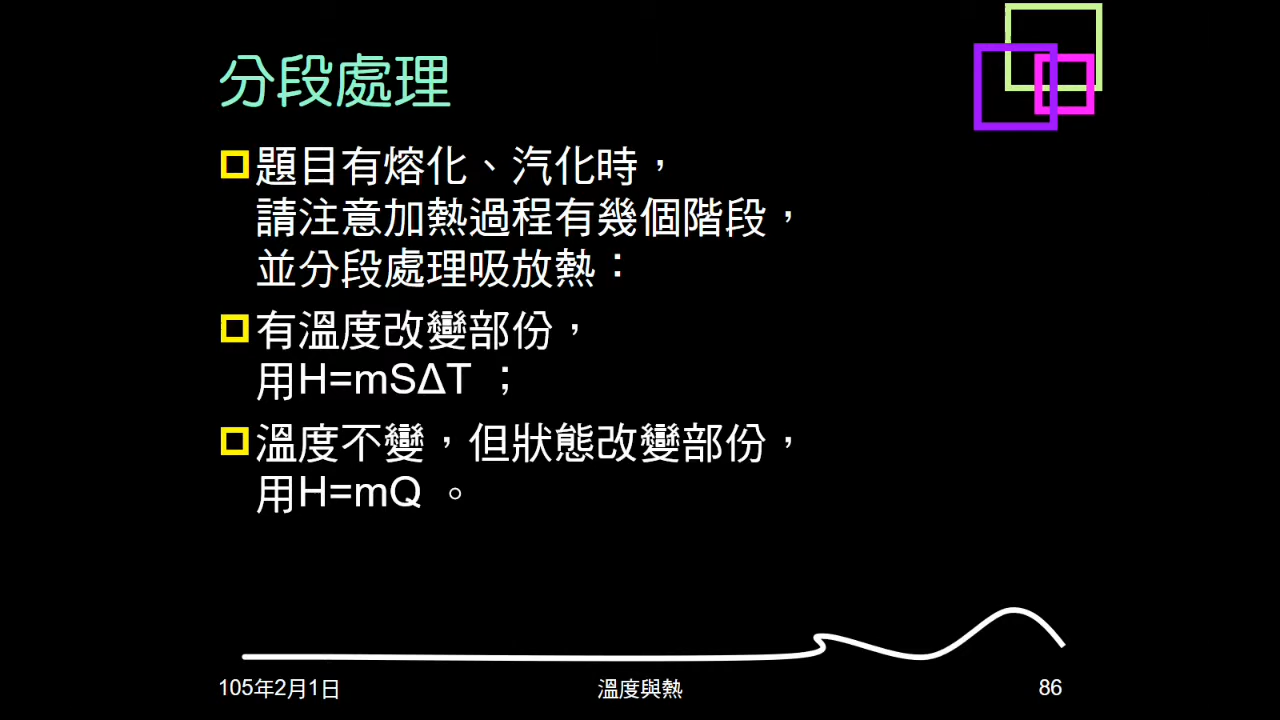 分段處理
題目有熔化、汽化時，
請注意加熱過程有幾個階段，
並分段處理吸放熱：
有溫度改變部份，
用H=mSΔT ；
溫度不變，但狀態改變部份，
用H=mQ 。
105年2月1日
溫度與熱
86